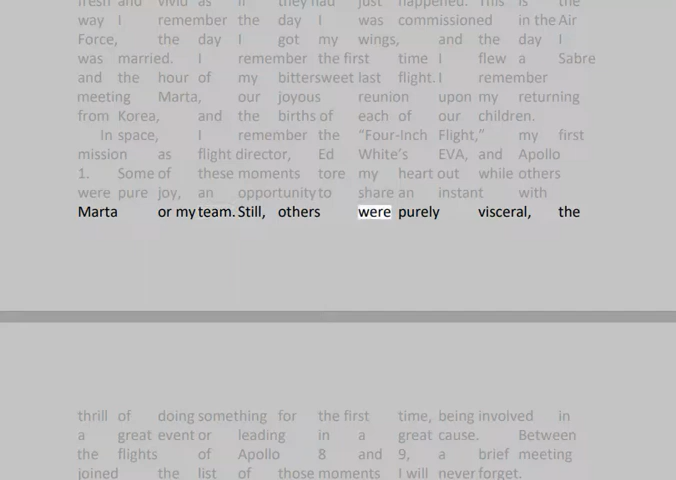 fresh and vivid as if they had just happened. This is the
way I remember the day I was commissioned in the Air
Force, the day I got my wings, and the day I
was married. I remember the first time I flew a Sabre
and the hour of my bittersweet last flight. I remember
meeting Marta, our joyous reunion upon my returning
from Korea, and the births of each of our children.
In space, I remember the “Four-Inch Flight,” my first
mission as flight director, Ed White’s EVA, and Apollo
1. Some of these moments tore my heart out while others
were pure joy, an opportunity to share an instant with
Marta or my team. Still, others were purely visceral, the
thrill of doing something for the first time, being involved in
a great event or leading in a great cause. Between
the flights of Apollo 8 and 9, a brief meeting
joined the list of those moments I will never forget.